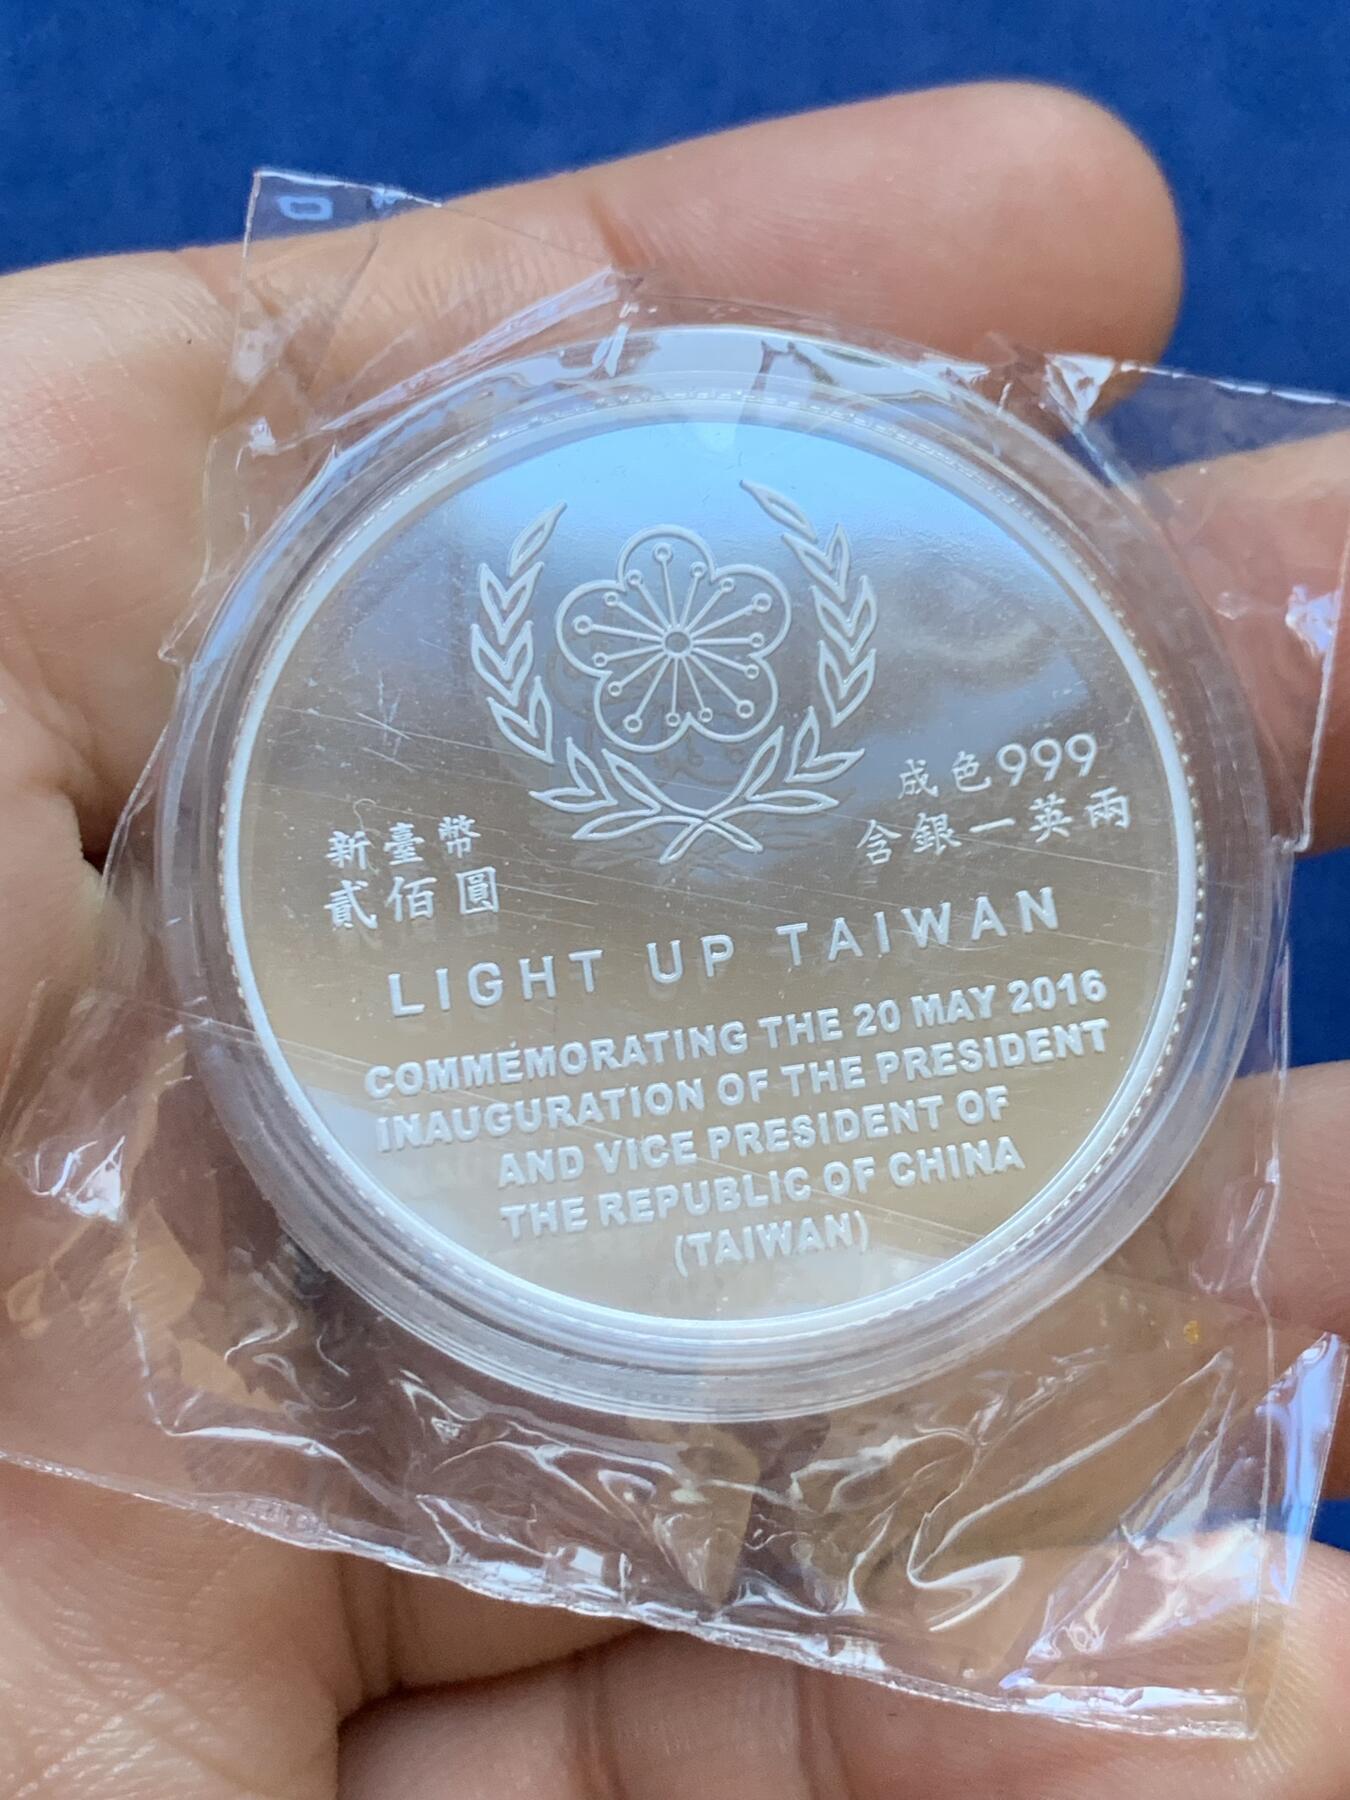 成色999
含銀一英兩
新臺幣
貳佰圓
LIGHT UP TAIWAN
COMMEMORATING THE 20 MAY 2016
INAUGURATION OF THE PRESIDENT
AND VICE PRESIDENT OF
THE REPUBLIC OF CHINA
(TAIWAN)